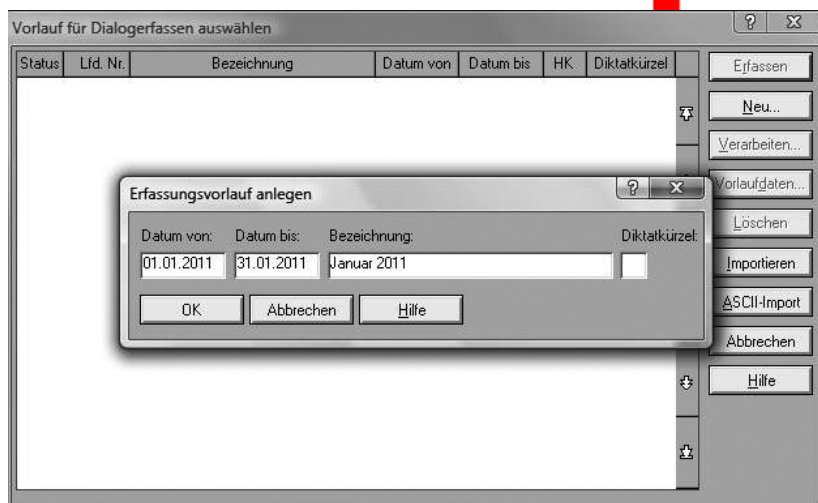 Vorlauf für Dialogerfassen auswählen
Status Lfd. Nr. Bezeichnung Datum von Datum bis HK Diktatkürzel
Erfassen
Neu...
Verarbeiten...
Vorlaufdaten...
Löschen
Importieren
ASCII-Import
Abbrechen
Hilfe
Erfassungsvorlauf anlegen
Datum von: Datum bis: Bezeichnung: Diktatkürzel:
01.01.2011 31.01.2011 Januar 2011
OK Abbrechen Hilfe